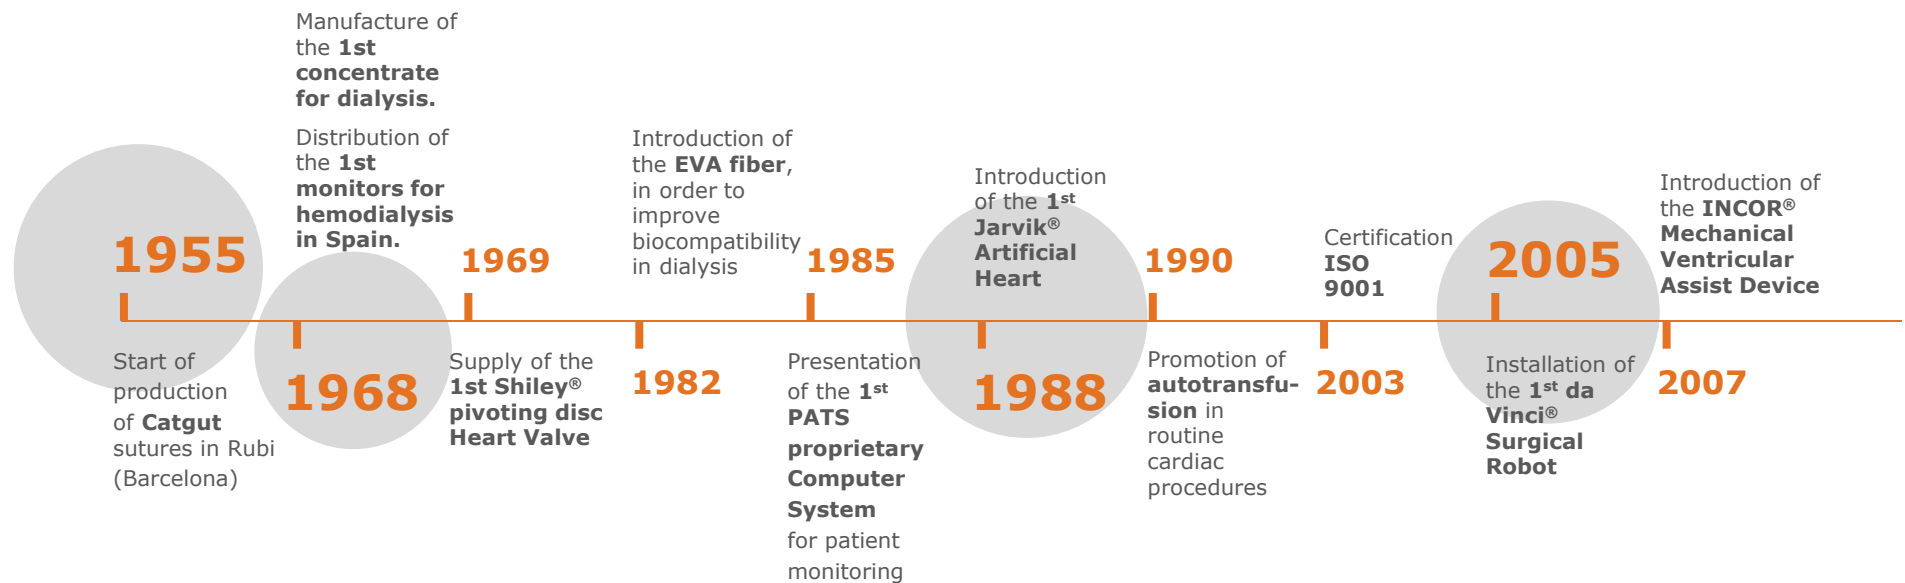 1955
Start of
production
of Catgut
sutures in Rubi
(Barcelona)
Manufacture of
the 1st
concentrate
for dialysis.
Distribution of
the 1st
monitors for
hemodialysis
in Spain.
1968
1969
Supply of the
1st Shiley®
pivoting disc
Heart Valve
Introduction of
the EVA fiber,
in order to
improve
biocompatibility
in dialysis
1982
1985
Presentation
of the 1st
PATS
proprietary
Computer
System
for patient
monitoring
Introduction
of the 1st
Jarvik®
Artificial
Heart
1988
1990
Promotion of
autotransfu-
sion in
routine
cardiac
procedures
Certification
ISO
9001
2003
2005
Installation of
the 1st da
Vinci®
Surgical
Robot
Introduction of
the INCOR®
Mechanical
Ventricular
Assist Device
2007